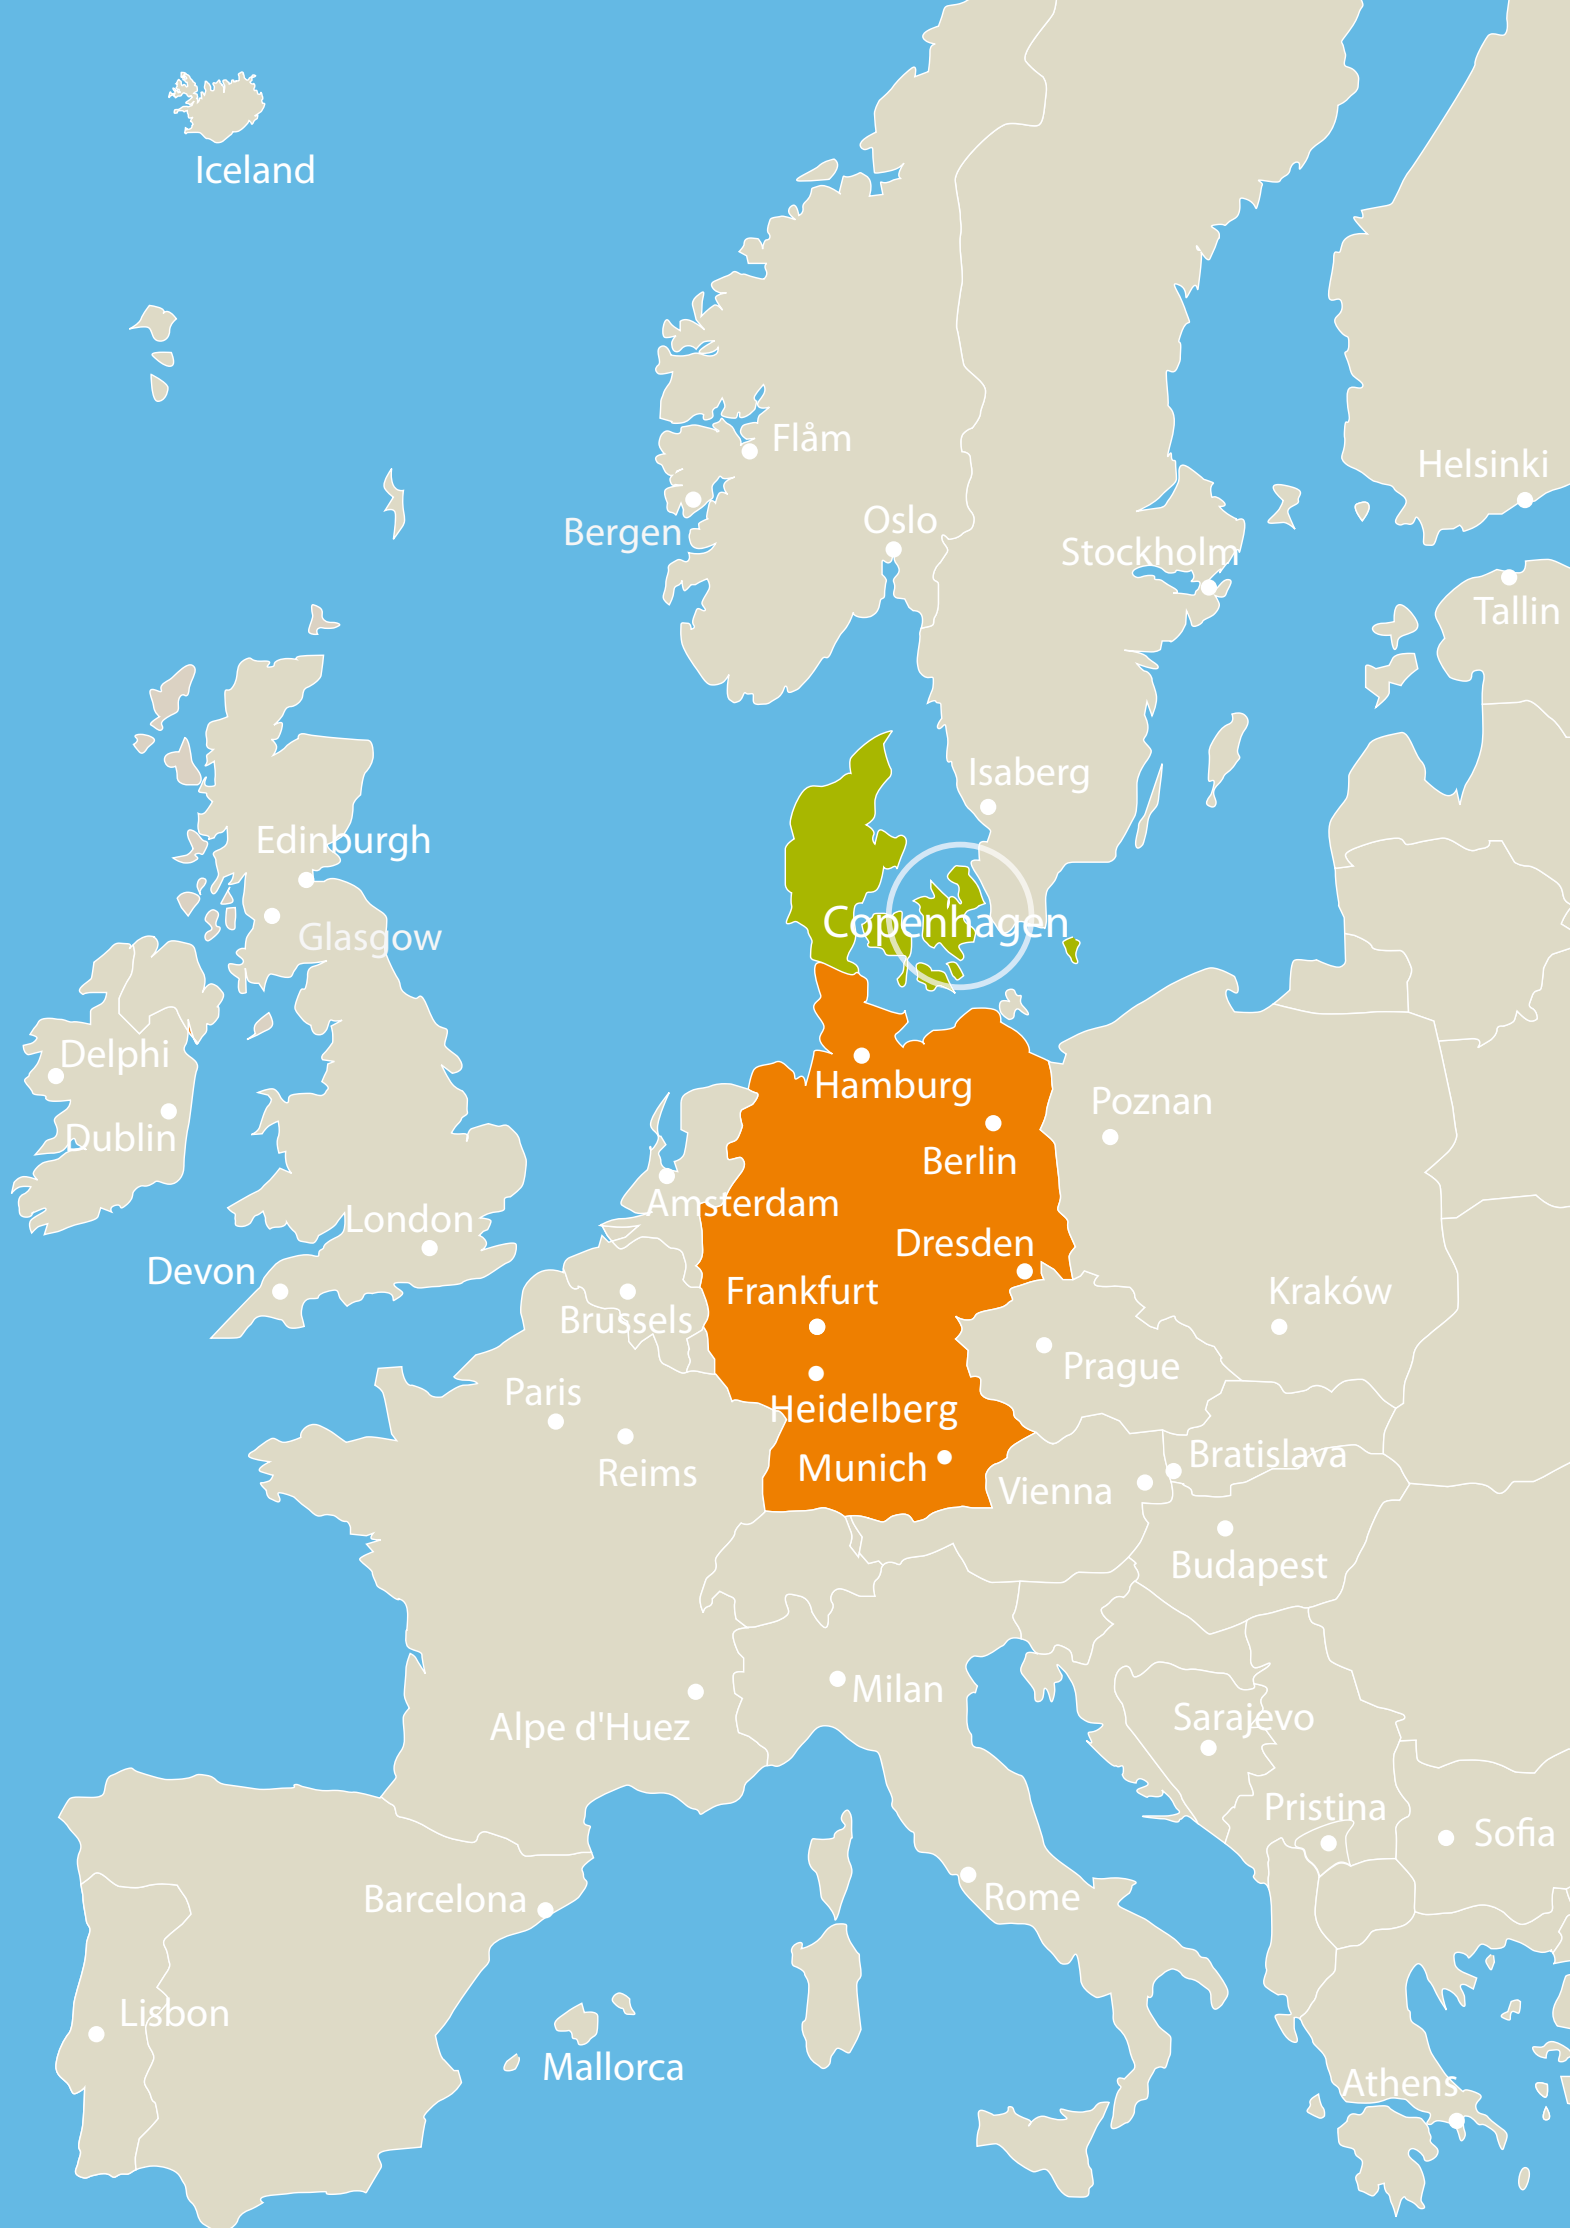 Iceland
Flåm
Helsinki
Oslo
Bergen
Stockholm
Tallin
Isaberg
Edinburgh
Copenhagen
Glasgow
Delphi
Hamburg
Poznan
Dublin
Berlin
Amsterdam
London
Dresden
Devon
Frankfurt
Kraków
Brussels
Prague
Paris
Heidelberg
Bratislava
Munich
Reims
Vienna
Budapest
Milan
Sarajevo
Alpe d'Huez
Pristina
Sofia
Rome
Barcelona
Lisbon
Mallorca
Athens